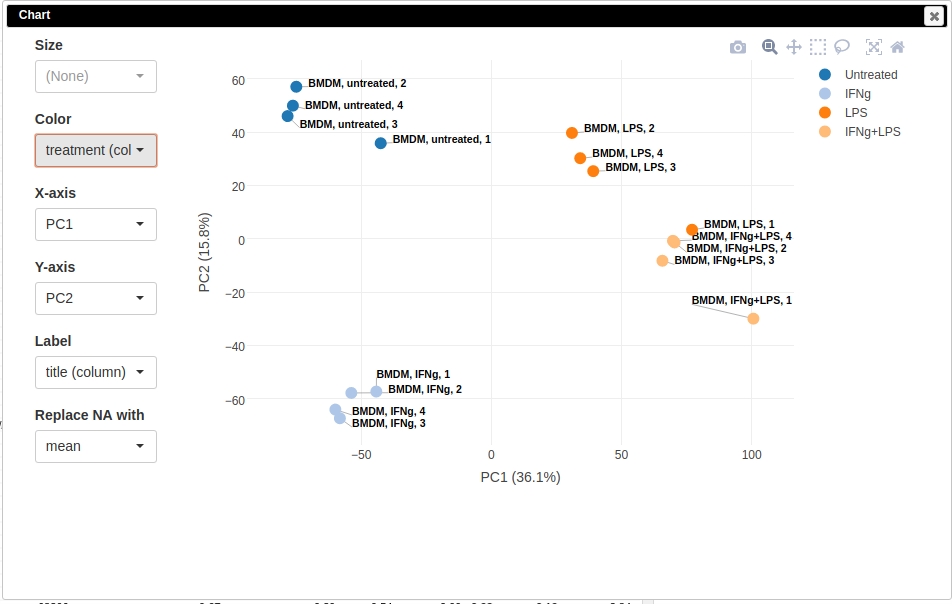 Chart
Size
(None)
Color
treatment (col
X-axis
PC1
Y-axis
PC2
Label
title (column)
Replace NA with
mean
60
40
20
0
−20
−40
−60
PC2 (15.8%)
−50
0
50
100
PC1 (36.1%)
BMDM, untreated, 2
BMDM, untreated, 4
BMDM, untreated, 3
BMDM, untreated, 1
BMDM, LPS, 2
BMDM, LPS, 4
BMDM, LPS, 3
BMDM, LPS, 1
BMDM, IFNg+LPS, 4
BMDM, IFNg+LPS, 2
BMDM, IFNg+LPS, 3
BMDM, IFNg+LPS, 1
BMDM, IFNg, 1
BMDM, IFNg, 2
BMDM, IFNg, 4
BMDM, IFNg, 3
Untreated
IFNg
LPS
IFNg+LPS